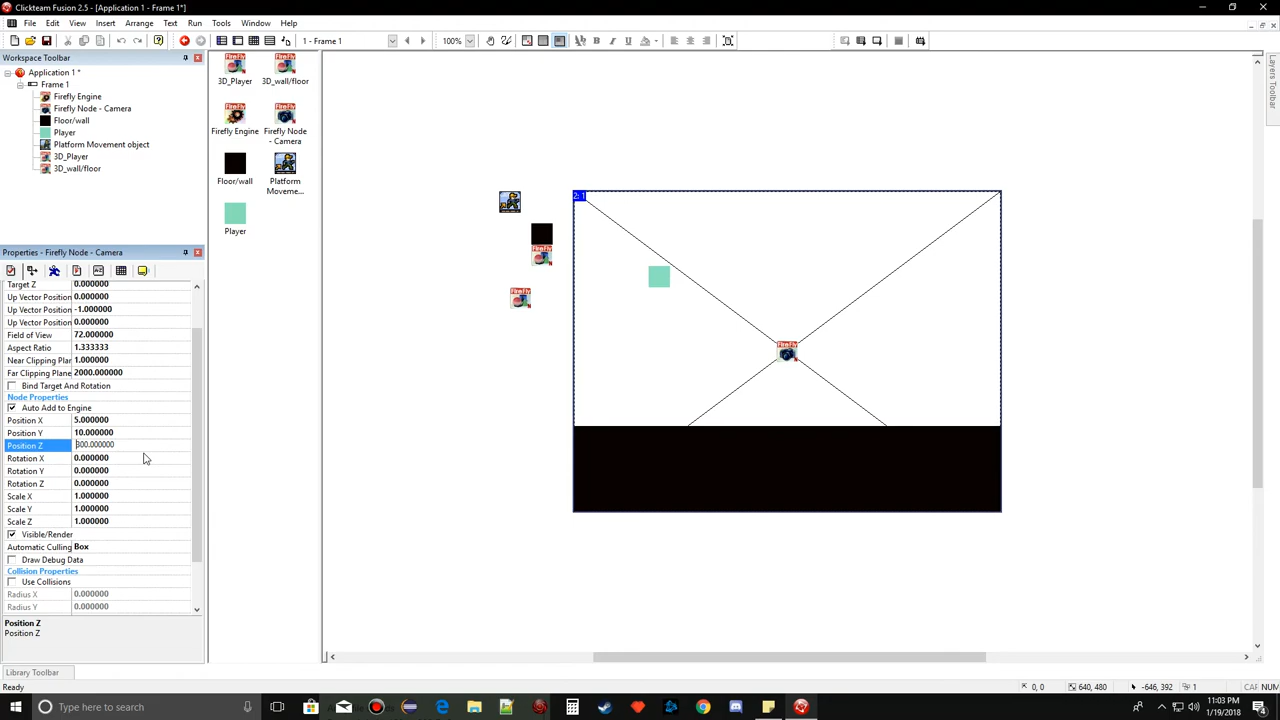 Clickteam Fusion 2.5 - [Application 1 - Frame 1*]
File Edit View Insert Arrange Text Run Tools Window Help
1 - Frame 1
100%
B I U
Workspace Toolbar
Application 1 *
Frame 1
Firefly Engine
Firefly Node - Camera
Floor/wall
Player
Platform Movement object
3D_Player
3D_wall/floor
3D_Player 3D_wall/floor
Firefly Engine Firefly Node - Camera
Floor/wall Platform Moveme...
Player
2: 1
Properties - Firefly Node - Camera
Target Z 0.000000
Up Vector Position 0.000000
Up Vector Position -1.000000
Up Vector Position 0.000000
Field of View 72.000000
Aspect Ratio 1.333333
Near Clipping Plar 1.000000
Far Clipping Plane 2000.000000
Bind Target And Rotation
Node Properties
Auto Add to Engine
Position X 5.000000
Position Y 10.000000
Position Z 300.000000
Rotation X 0.000000
Rotation Y 0.000000
Rotation Z 0.000000
Scale X 1.000000
Scale Y 1.000000
Scale Z 1.000000
Visible/Render
Automatic Culling Box
Draw Debug Data
Collision Properties
Use Collisions
Radius X 0.000000
Radius Y 0.000000
Position Z
Position Z
Library Toolbar
Layers Toolbar
Ready 0, 0 640, 480 -646, 392 1 CAP NUM
Type here to search
11:03 PM
1/19/2018